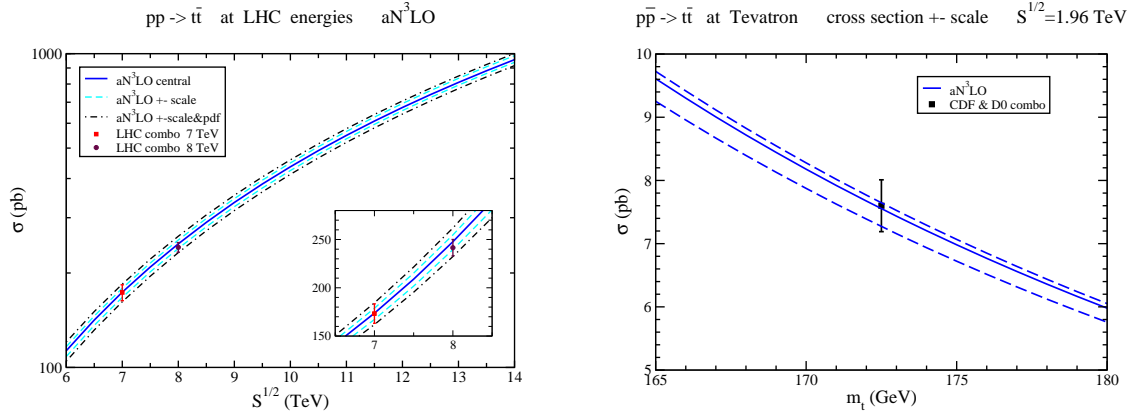 pp -> tt̄ at LHC energies aN³LO
1000
100
σ (pb)
aN³LO central
aN³LO +- scale
aN³LO +-scale&pdf
LHC combo 7 TeV
LHC combo 8 TeV
250
200
150
7 8
6 7 8 9 10 11 12 13 14
S^{1/2} (TeV)
pp̄ -> tt̄ at Tevatron cross section +- scale S^{1/2}=1.96 TeV
10
9
8
7
6
5
σ (pb)
aN³LO
CDF & D0 combo
165 170 175 180
m_t (GeV)